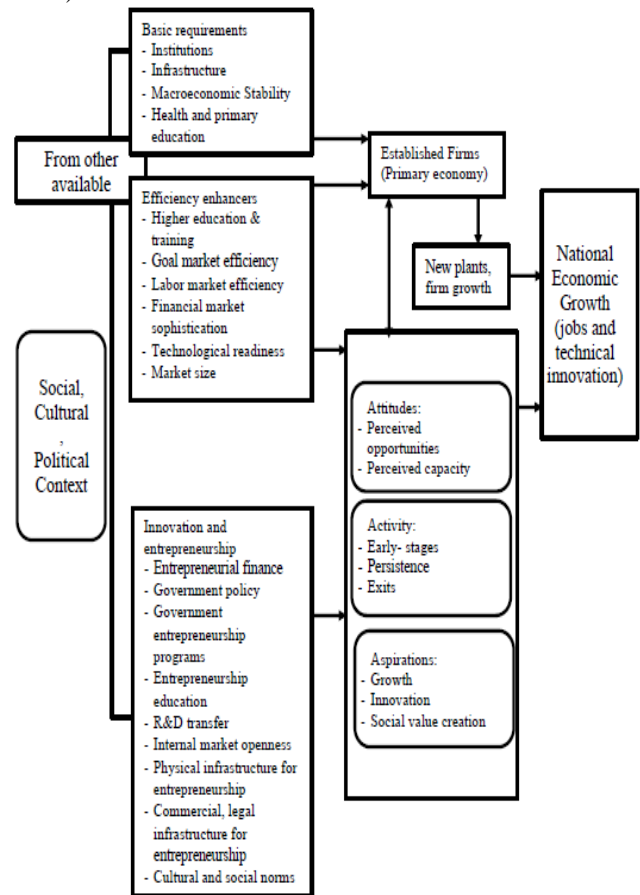 Basic requirements
- Institutions
- Infrastructure
- Macroeconomic Stability
- Health and primary
education
From other
available
Efficiency enhancers
- Higher education &
training
- Goal market efficiency
- Labor market efficiency
- Financial market
sophistication
- Technological readiness
- Market size
Social,
Cultural
,
Political
Context
Innovation and
entrepreneurship
- Entrepreneurial finance
- Government policy
- Government
entrepreneurship
programs
- Entrepreneurship
education
- R&D transfer
- Internal market openness
- Physical infrastructure for
entrepreneurship
- Commercial, legal
infrastructure for
entrepreneurship
- Cultural and social norms
Established Firms
(Primary economy)
New plants,
firm growth
Attitudes:
- Perceived
opportunities
- Perceived capacity
Activity:
- Early- stages
- Persistence
- Exits
Aspirations:
- Growth
- Innovation
- Social value creation
National
Economic
Growth
(jobs and
technical
innovation)